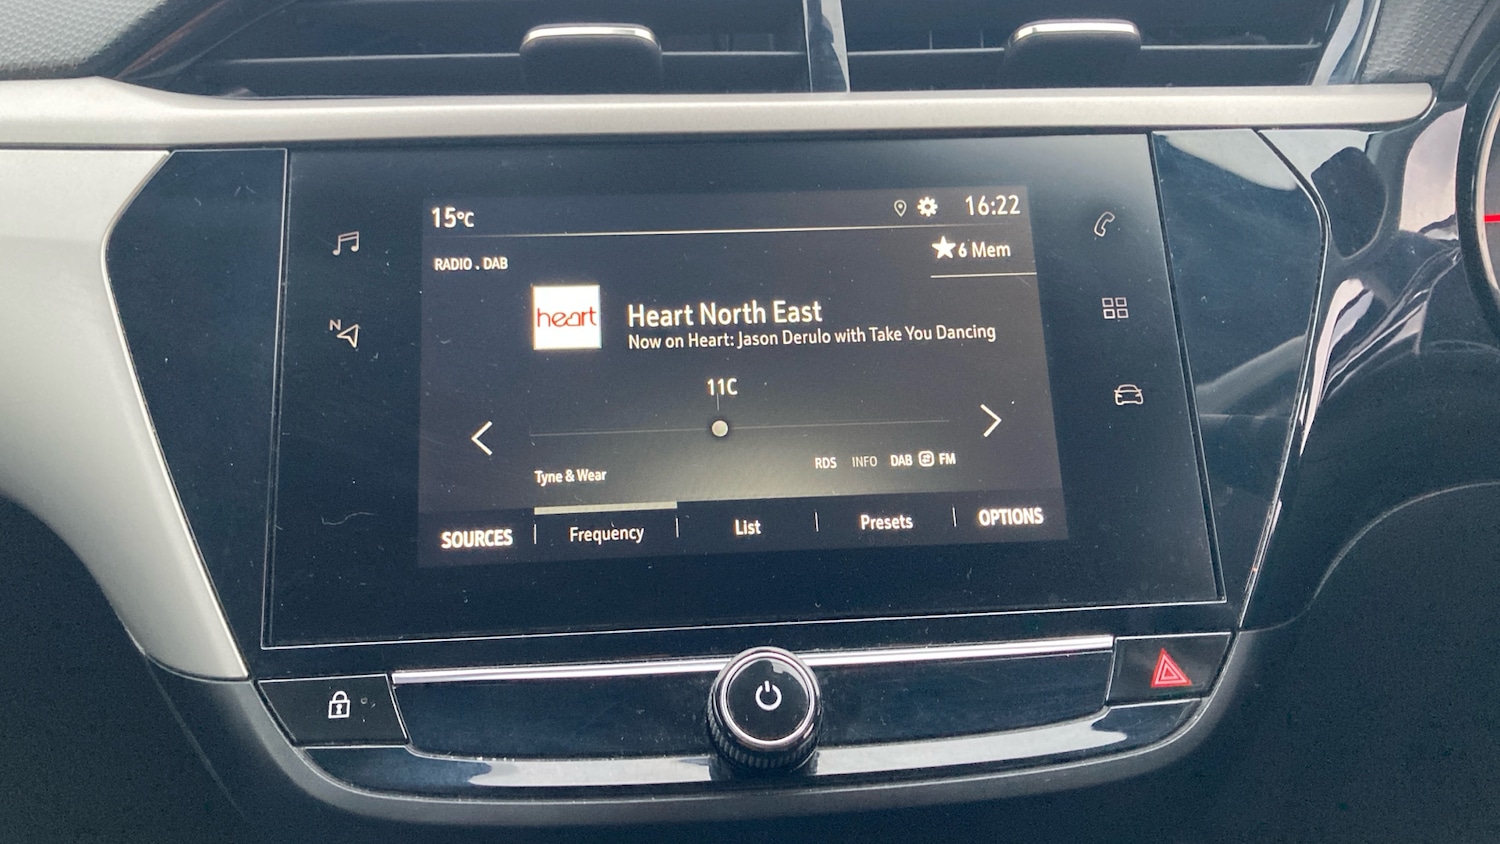 15°C
16:22
RADIO . DAB
6 Mem
heart
Heart North East
Now on Heart: Jason Derulo with Take You Dancing
11C
N
Tyne & Wear
RDS INFO DAB FM
SOURCES Frequency List Presets OPTIONS